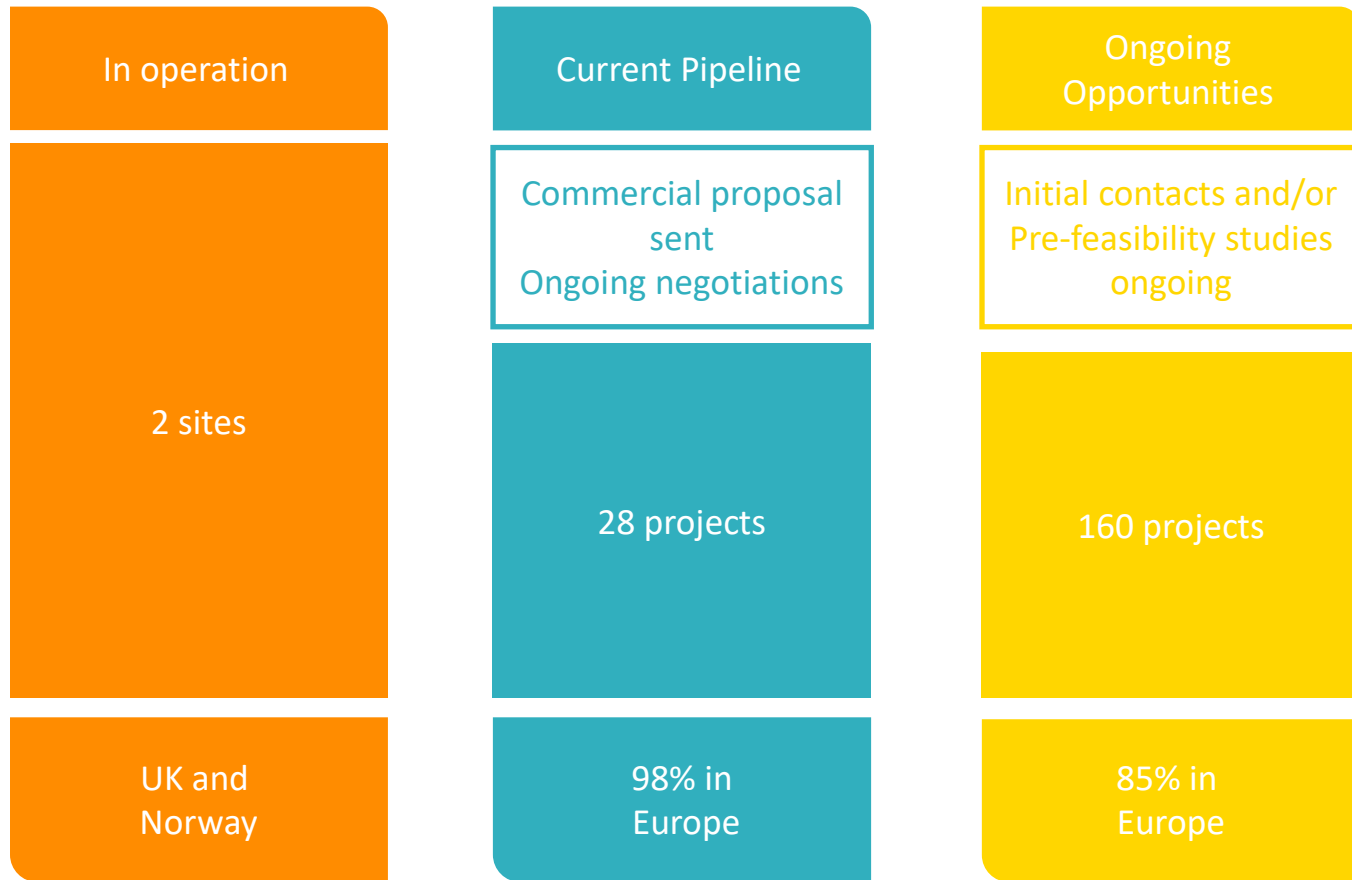 In operation
2 sites
UK and
Norway
Current Pipeline
Commercial proposal
sent
Ongoing negotiations
28 projects
98% in
Europe
Ongoing
Opportunities
Initial contacts and/or
Pre-feasibility studies
ongoing
160 projects
85% in
Europe